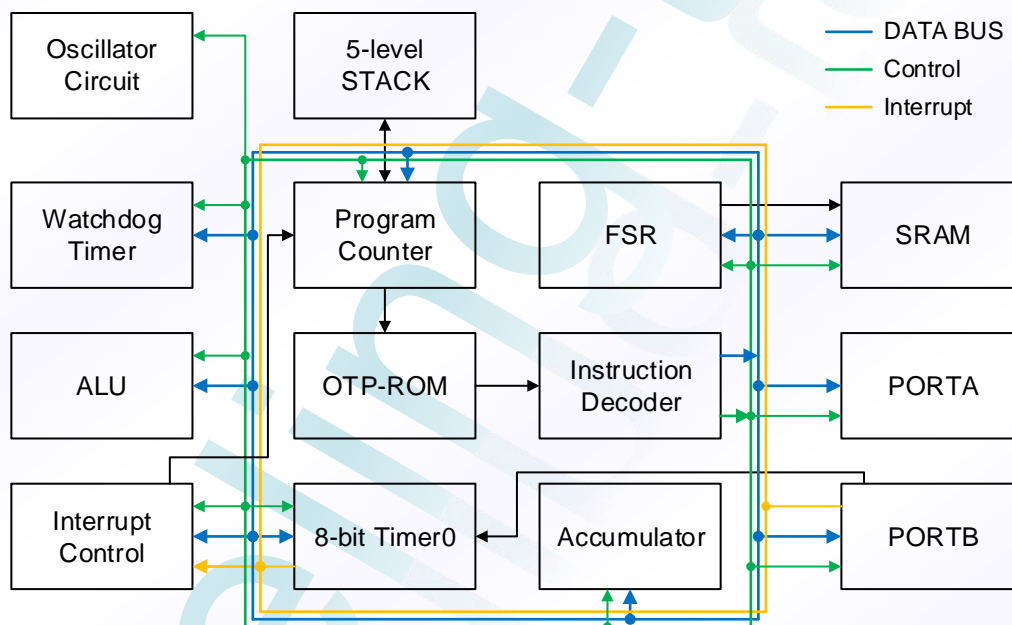 Oscillator
Circuit
5-level
STACK
DATA BUS
Control
Interrupt
Watchdog
Timer
Program
Counter
FSR
SRAM
ALU
OTP-ROM
Instruction
Decoder
PORTA
Interrupt
Control
8-bit Timer0
Accumulator
PORTB